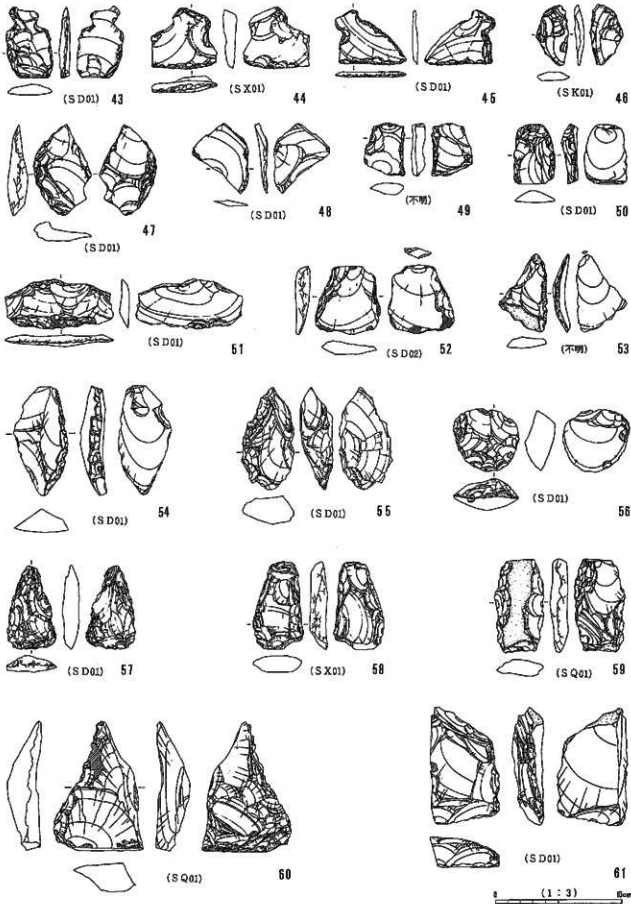 (SD01) 43
(SX01) 44
(SD01) 45
(SK01) 46
(SD01) 47
(SD01) 48
(不明) 49
(SD01) 50
(SD01) 51
(SD02) 52
(不明) 53
(SD01) 54
(SD01) 55
(SD01) 56
(SD01) 57
(SX01) 58
(SQ01) 59
(SQ01) 60
(SD01) 61
0 (1:3) 10cm